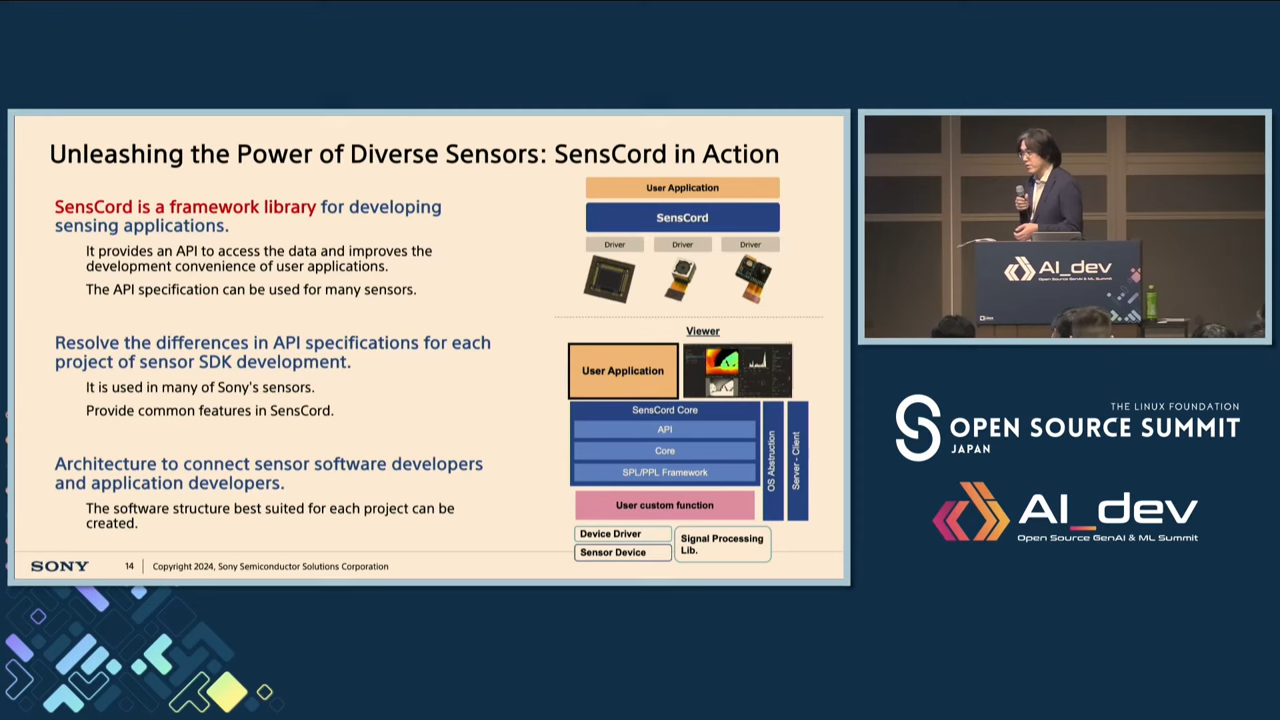 Unleashing the Power of Diverse Sensors: SensCord in Action
SensCord is a framework library for developing
sensing applications.
It provides an API to access the data and improves the
development convenience of user applications.
The API specification can be used for many sensors.
Resolve the differences in API specifications for each
project of sensor SDK development.
It is used in many of Sony's sensors.
Provide common features in SensCord.
Architecture to connect sensor software developers
and application developers.
The software structure best suited for each project can be
created.
User Application
SensCord
Driver
Driver
Driver
Viewer
User Application
SensCord Core
API
Core
SPL/PPL Framework
OS Abstruction
Server - Client
User custom function
Device Driver
Sensor Device
Signal Processing
Lib.
SONY
14
Copyright 2024, Sony Semiconductor Solutions Corporation
AI_dev
Open Source GenAI & ML Summit
THE LINUX FOUNDATION
OPEN SOURCE SUMMIT
JAPAN
AI_dev
Open Source GenAI & ML Summit